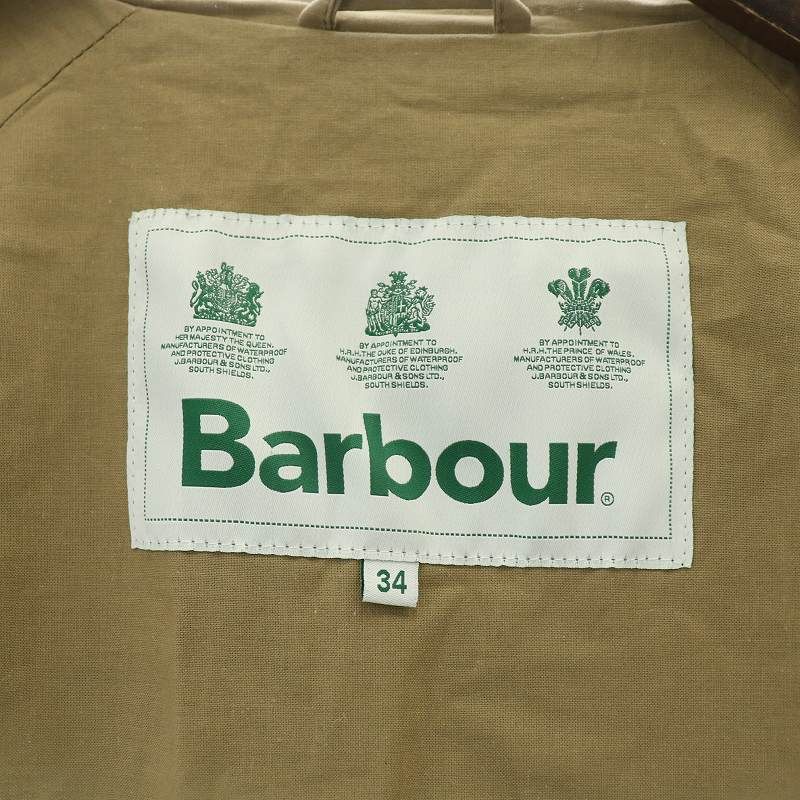 BY APPOINTMENT TO
HER MAJESTY THE QUEEN.
MANUFACTURERS OF WATERPROOF
AND PROTECTIVE CLOTHING
J.BARBOUR & SONS LTD.,
SOUTH SHIELDS.
BY APPOINTMENT TO
H.R.H. THE DUKE OF EDINBURGH.
MANUFACTURERS OF WATERPROOF
AND PROTECTIVE CLOTHING
J.BARBOUR & SONS LTD.,
SOUTH SHIELDS.
BY APPOINTMENT TO
H.R.H. THE PRINCE OF WALES.
MANUFACTURERS OF WATERPROOF
AND PROTECTIVE CLOTHING
J.BARBOUR & SONS LTD.,
SOUTH SHIELDS.
Barbour®
34